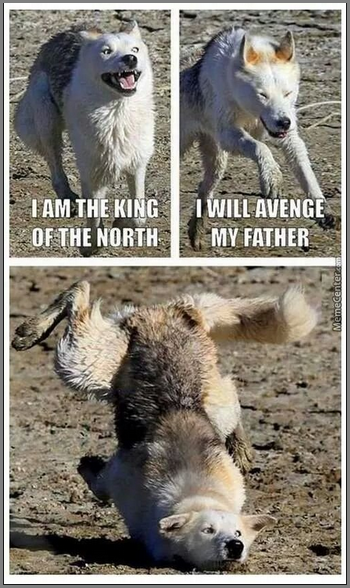 I AM THE KING
OF THE NORTH
I WILL AVENGE
MY FATHER
MemeCenter.com